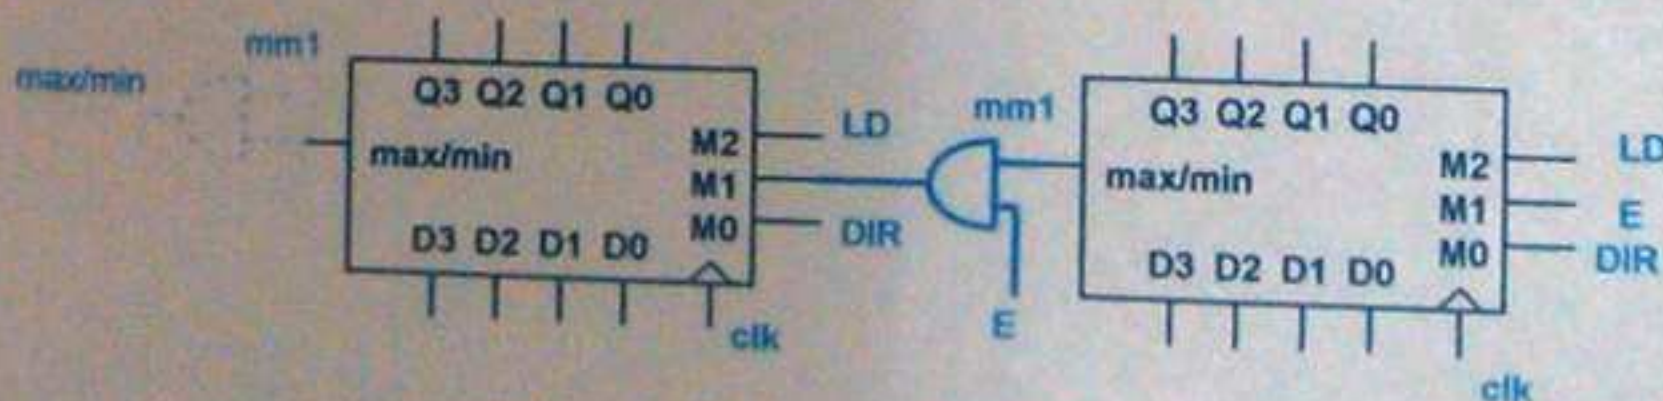 max/min
mm1
Q3 Q2 Q1 Q0
max/min
M2
M1
M0
D3 D2 D1 D0
LD
DIR
clk
mm1
E
Q3 Q2 Q1 Q0
max/min
M2
M1
M0
D3 D2 D1 D0
LD
E
DIR
clk